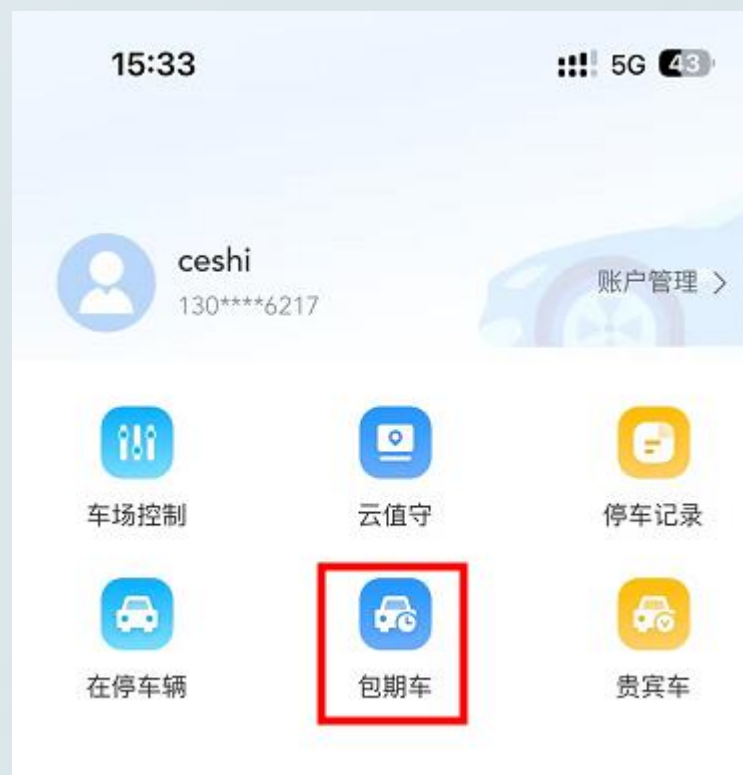 15:33 5G 43
ceshi
130****6217
账户管理 >
车场控制 云值守 停车记录
在停车辆 包期车 贵宾车